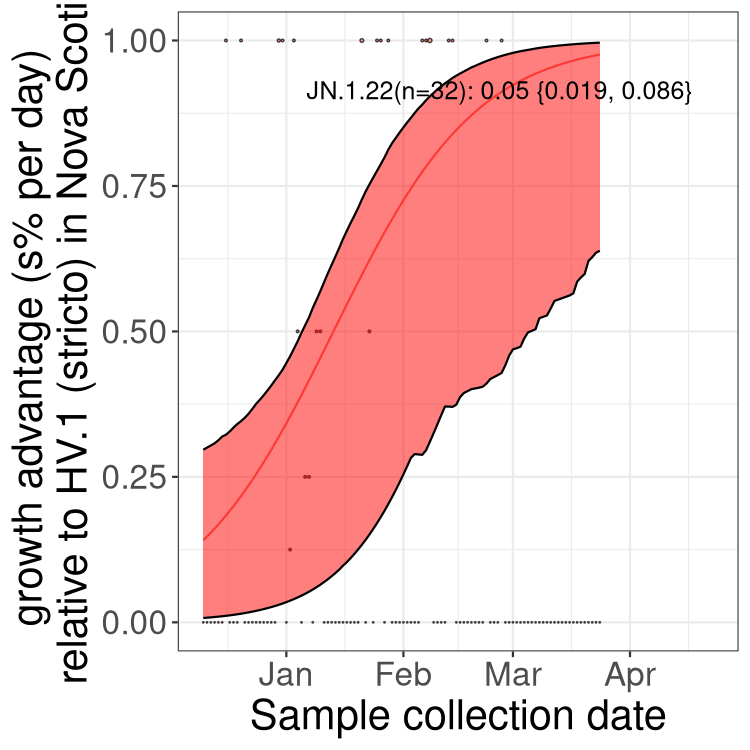 growth advantage (s% per day)
relative to HV.1 (stricto) in Nova Scoti
1.00
0.75
0.50
0.25
0.00
JN.1.22(n=32): 0.05 {0.019, 0.086}
Jan Feb Mar Apr
Sample collection date